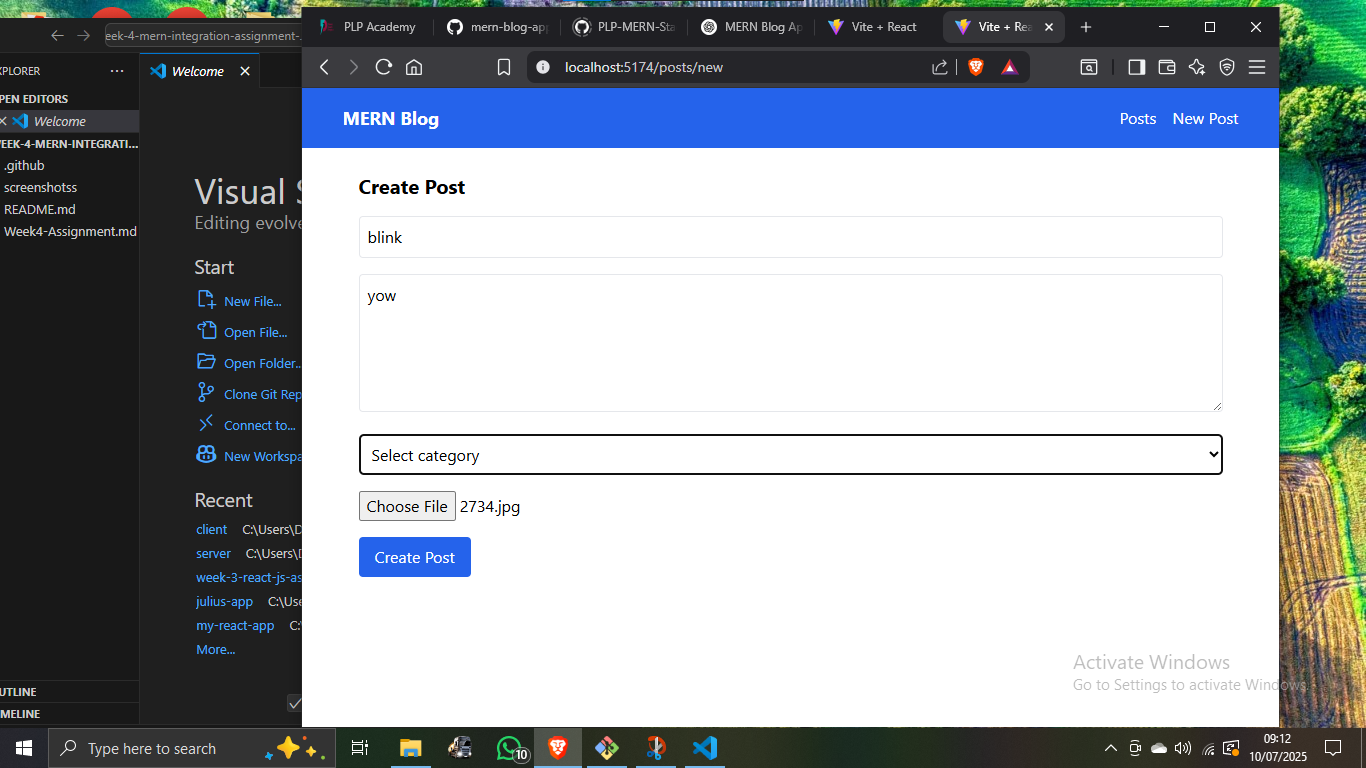 PLP Academy
mern-blog-app
PLP-MERN-Sta
MERN Blog Ap
Vite + React
Vite + Rea
eek-4-mern-integration-assignment-
localhost:5174/posts/new
XPLORER
Welcome
PEN EDITORS
Welcome
EEK-4-MERN-INTEGRATI...
.github
screenshotss
README.md
Week4-Assignment.md
UTLINE
MELINE
Visual S
Editing evolve
Start
New File...
Open File...
Open Folder...
Clone Git Rep
Connect to...
New Workspa
Recent
client C:\Users\D
server C:\Users\D
week-3-react-js-as
julius-app C:\Use
my-react-app C:
More...
MERN Blog
Posts
New Post
Create Post
blink
yow
Select category
Choose File 2734.jpg
Create Post
Activate Windows
Go to Settings to activate Windows.
Type here to search
10
09:12
10/07/2025